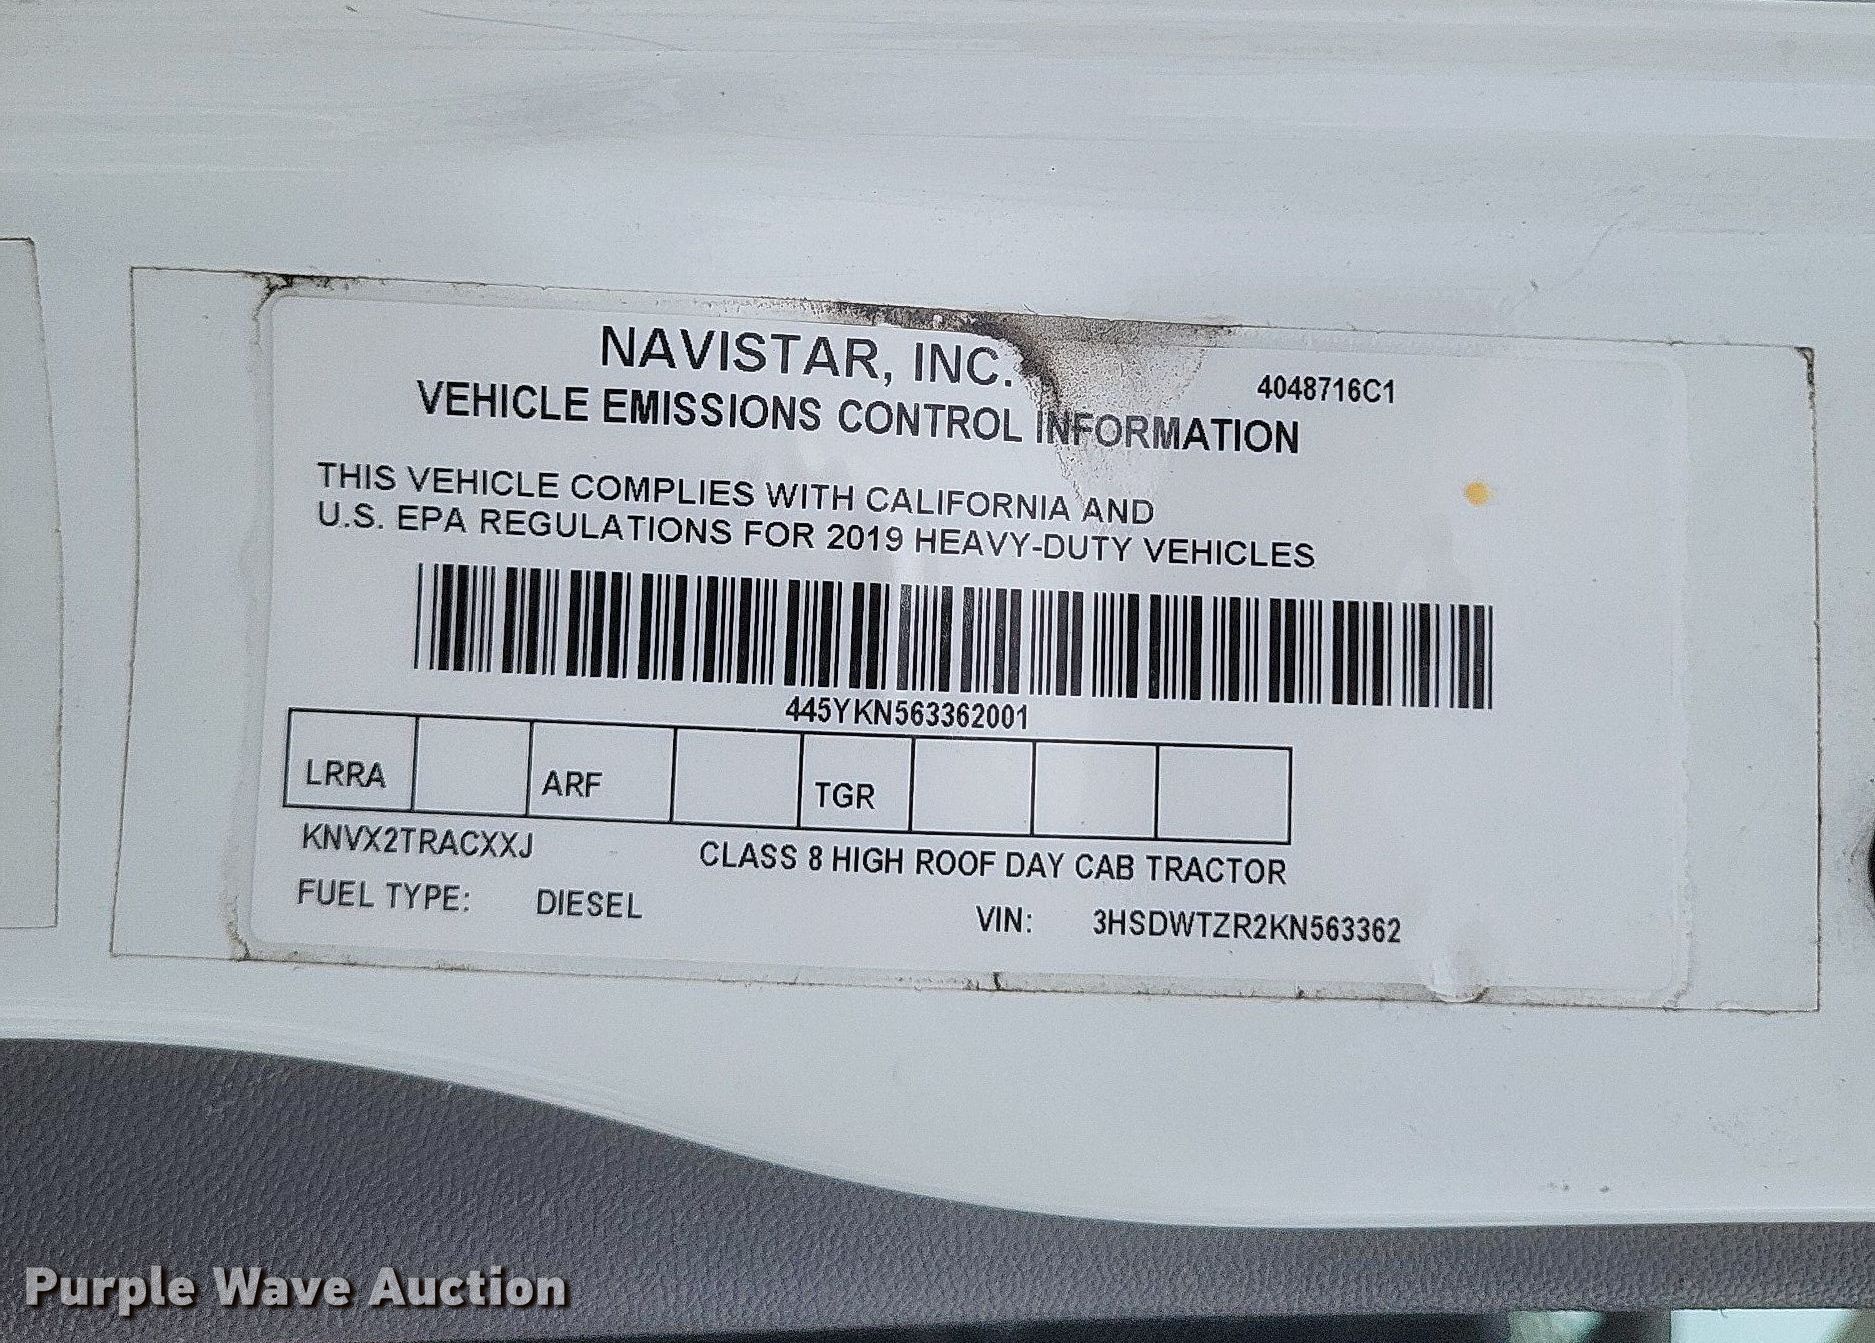 NAVISTAR, INC.
4048716C1
VEHICLE EMISSIONS CONTROL INFORMATION
THIS VEHICLE COMPLIES WITH CALIFORNIA AND
U.S. EPA REGULATIONS FOR 2019 HEAVY-DUTY VEHICLES
445YKN563362001
LRRA ARF TGR
KNVX2TRACXXJ CLASS 8 HIGH ROOF DAY CAB TRACTOR
FUEL TYPE: DIESEL VIN: 3HSDWTZR2KN563362
Purple Wave Auction